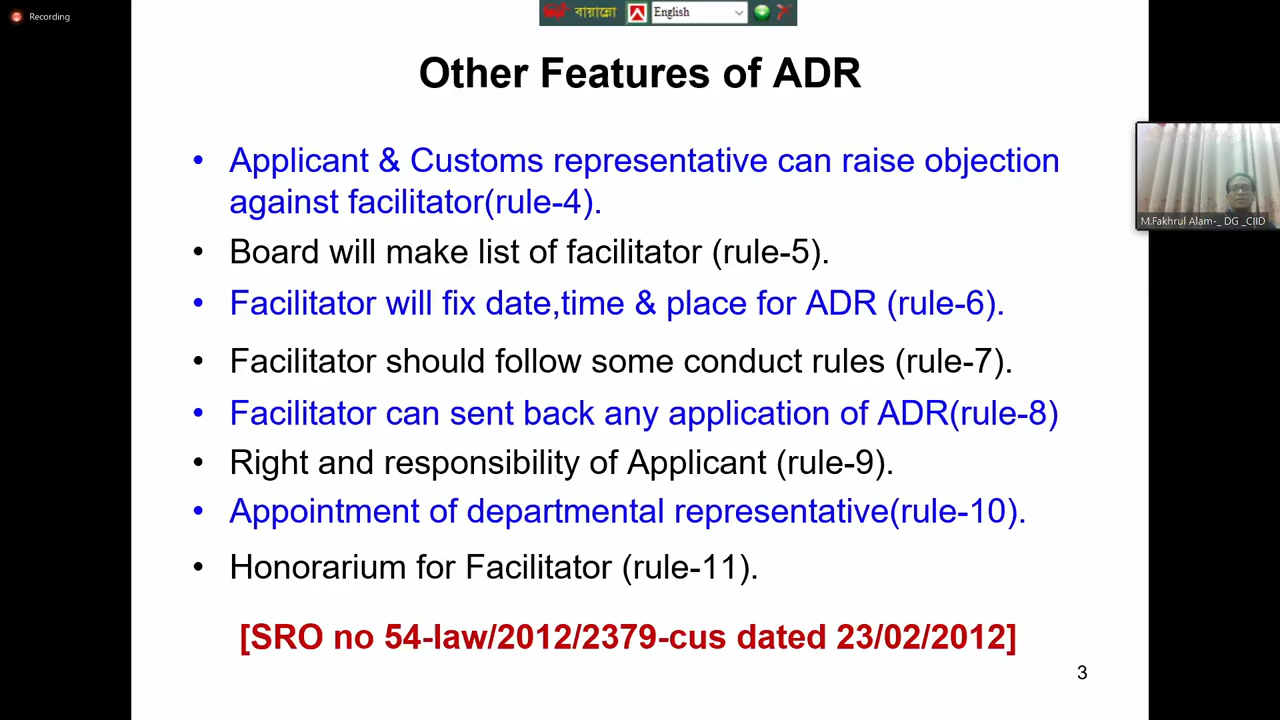 Recording
বায়ান্নো
English
Other Features of ADR
• Applicant & Customs representative can raise objection
against facilitator(rule-4).
• Board will make list of facilitator (rule-5).
• Facilitator will fix date,time & place for ADR (rule-6).
• Facilitator should follow some conduct rules (rule-7).
• Facilitator can sent back any application of ADR(rule-8)
• Right and responsibility of Applicant (rule-9).
• Appointment of departmental representative(rule-10).
• Honorarium for Facilitator (rule-11).
[SRO no 54-law/2012/2379-cus dated 23/02/2012]
3
M.Fakhrul Alam-_ DG _CIID